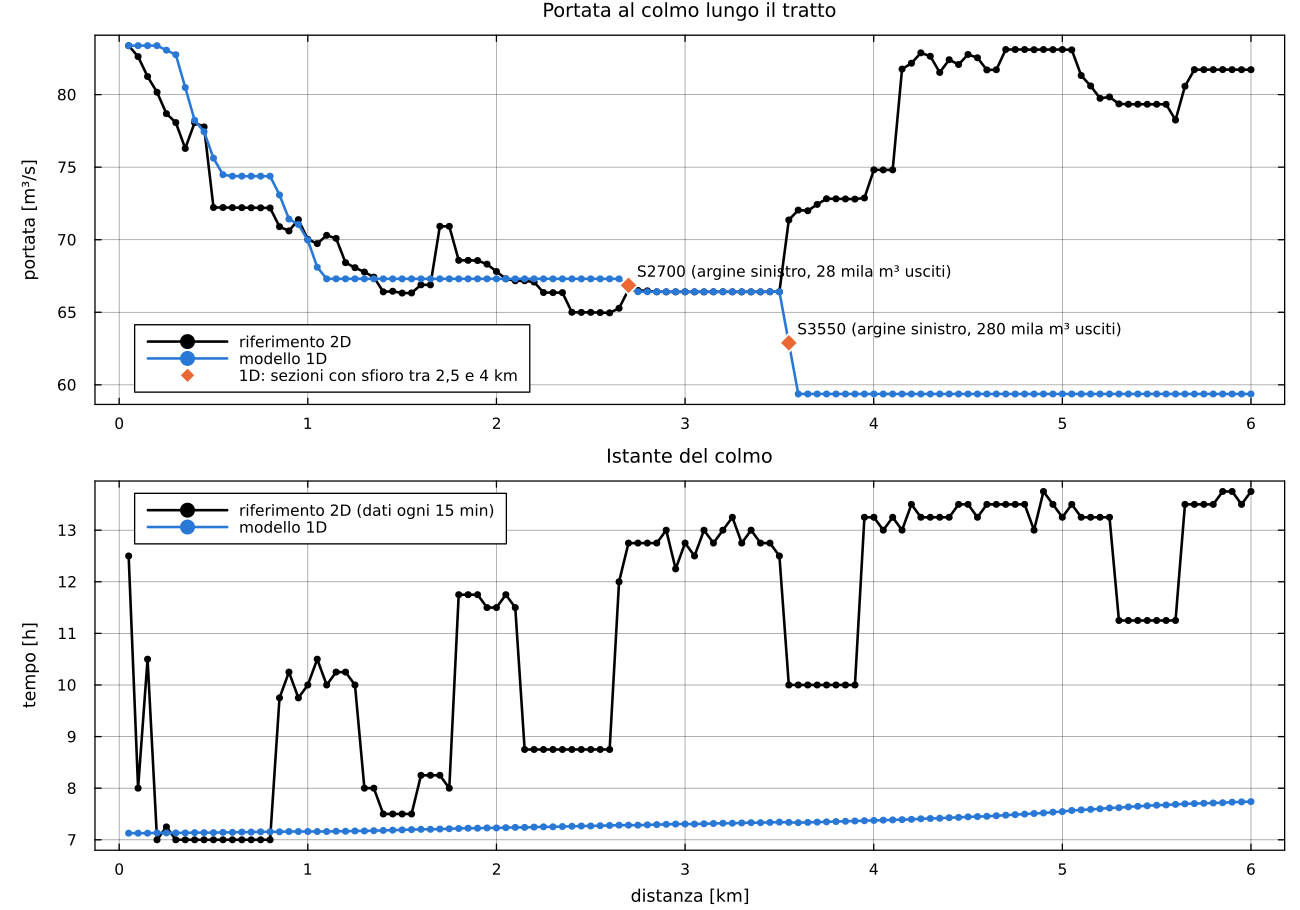 Portata al colmo lungo il tratto
portata [m³/s]
80
75
70
65
60
S2700 (argine sinistro, 28 mila m³ usciti)
S3550 (argine sinistro, 280 mila m³ usciti)
riferimento 2D
modello 1D
1D: sezioni con sfioro tra 2,5 e 4 km
0 1 2 3 4 5 6
Istante del colmo
tempo [h]
riferimento 2D (dati ogni 15 min)
modello 1D
13
12
11
10
9
8
7
0 1 2 3 4 5 6
distanza [km]